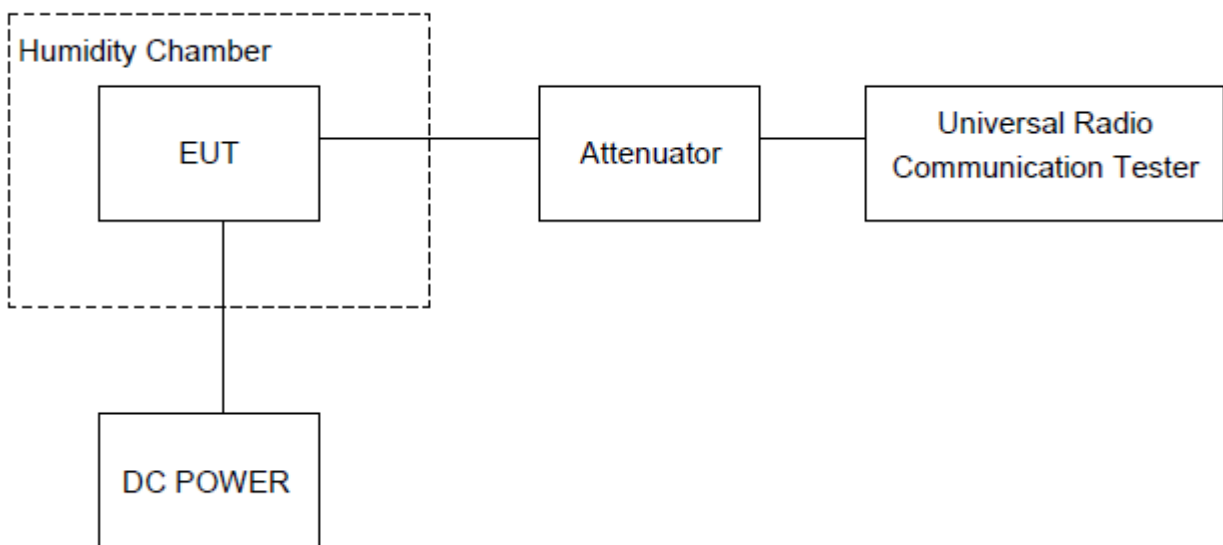 Humidity Chamber
EUT
Attenuator
Universal Radio
Communication Tester
DC POWER